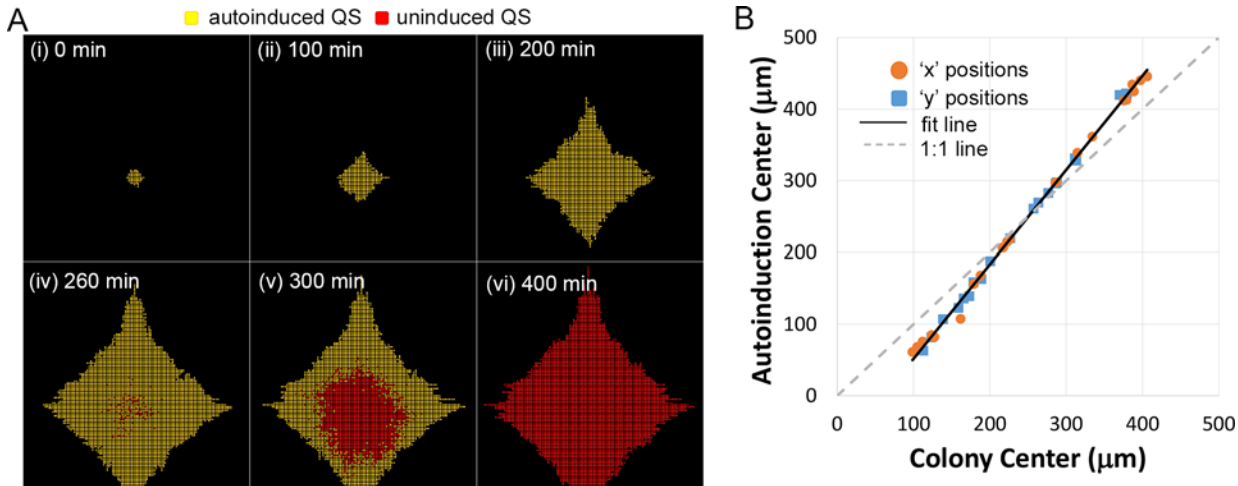 A
autoinduced QS uninduced QS
(i) 0 min
(ii) 100 min
(iii) 200 min
(iv) 260 min
(v) 300 min
(vi) 400 min
B
Autoinduction Center (μm)
500
400
300
200
100
0
'x' positions
'y' positions
fit line
1:1 line
0 100 200 300 400 500
Colony Center (μm)